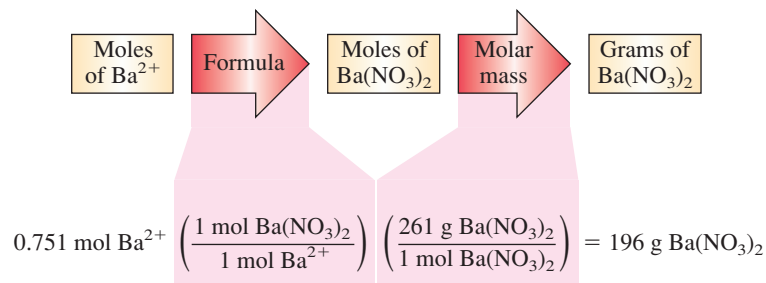 Moles of Ba²⁺
Formula
Moles of Ba(NO₃)₂
Molar mass
Grams of Ba(NO₃)₂
0.751 mol Ba²⁺ (1 mol Ba(NO₃)₂ / 1 mol Ba²⁺) (261 g Ba(NO₃)₂ / 1 mol Ba(NO₃)₂) = 196 g Ba(NO₃)₂